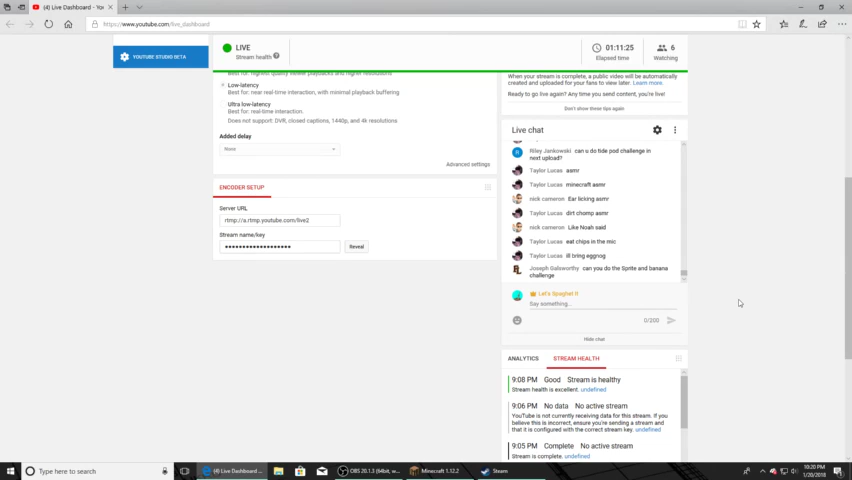 (4) Live Dashboard - YouTub
https://www.youtube.com/live_dashboard
YOUTUBE STUDIO BETA
LIVE
Stream health
01:11:25
Elapsed time
6
Watching
Best for: highest quality viewer playbacks and higher resolutions
Low-latency
Best for: near real-time interaction, with minimal playback buffering
Ultra low-latency
Best for: real-time interaction.
Does not support: DVR, closed captions, 1440p, and 4k resolutions
Added delay
None
Advanced settings
ENCODER SETUP
Server URL
rtmp://a.rtmp.youtube.com/live2
Stream name/key
Reveal
When your stream is complete, a public video will be automatically
created and uploaded for your fans to view later. Learn more.
Ready to go live again? Any time you send content, you're live!
Don't show these tips again
Live chat
R
Riley Jankowski can u do tide pod challenge in
next upload?
Taylor Lucas asmr
Taylor Lucas minecraft asmr
nick cameron Ear licking asmr
Taylor Lucas dirt chomp asmr
nick cameron Like Noah said
Taylor Lucas eat chips in the mic
Taylor Lucas ill bring eggnog
Joseph Galsworthy can you do the Sprite and banana
challenge
Let's Spaghet It
Say something...
0/200
Hide chat
ANALYTICS
STREAM HEALTH
9:08 PM Good Stream is healthy
Stream health is excellent. undefined
9:06 PM No data No active stream
YouTube is not currently receiving data for this stream. If you
believe this is incorrect, ensure you're sending a stream and
that it is configured with the correct stream key. undefined
9:05 PM Complete No active stream
Stream is complete. undefined
Type here to search
(4) Live Dashboard ...
OBS 20.1.3 (64bit, w...
Minecraft 1.12.2
Steam
10:20 PM
1/20/2018